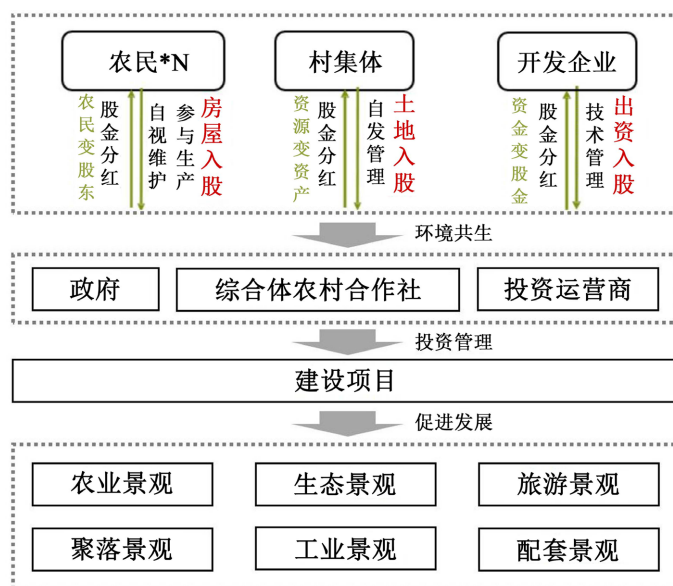 农民*N
村集体
开发企业
农民变股东
股金分红
自视维护
参与生产
房屋入股
资源变资产
股金分红
自发管理
土地入股
资金变股金
股金分红
技术管理
出资入股
环境共生
政府
综合体农村合作社
投资运营商
投资管理
建设项目
促进发展
农业景观
生态景观
旅游景观
聚落景观
工业景观
配套景观